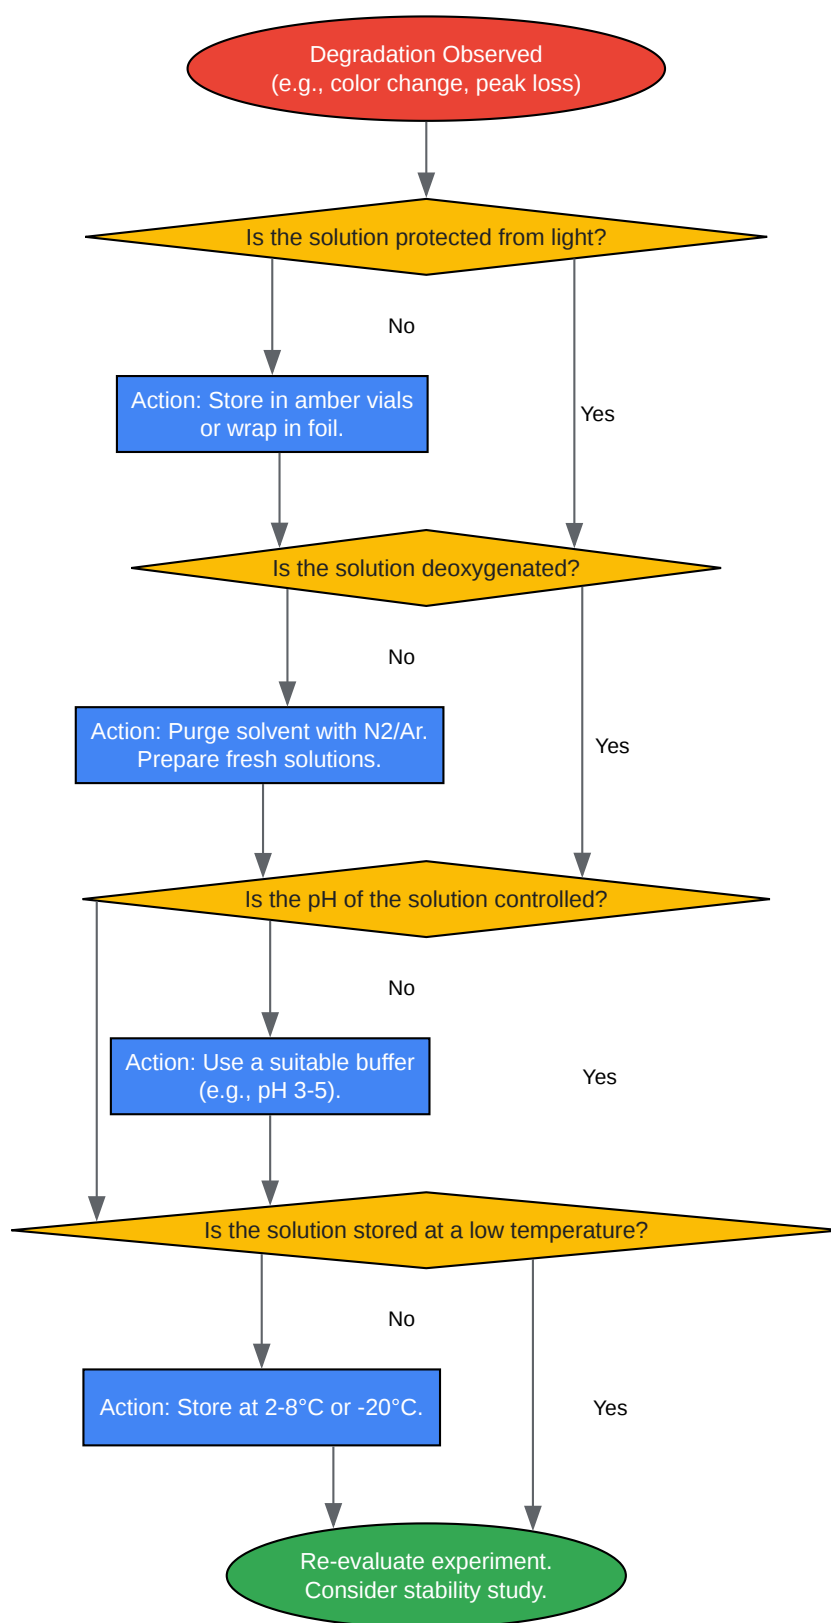 Degradation Observed
(e.g., color change, peak loss)
Is the solution protected from light?
No
Action: Store in amber vials
or wrap in foil.
Yes
Is the solution deoxygenated?
No
Action: Purge solvent with N2/Ar.
Prepare fresh solutions.
Yes
Is the pH of the solution controlled?
No
Action: Use a suitable buffer
(e.g., pH 3-5).
Yes
Is the solution stored at a low temperature?
No
Action: Store at 2-8°C or -20°C.
Yes
Re-evaluate experiment.
Consider stability study.